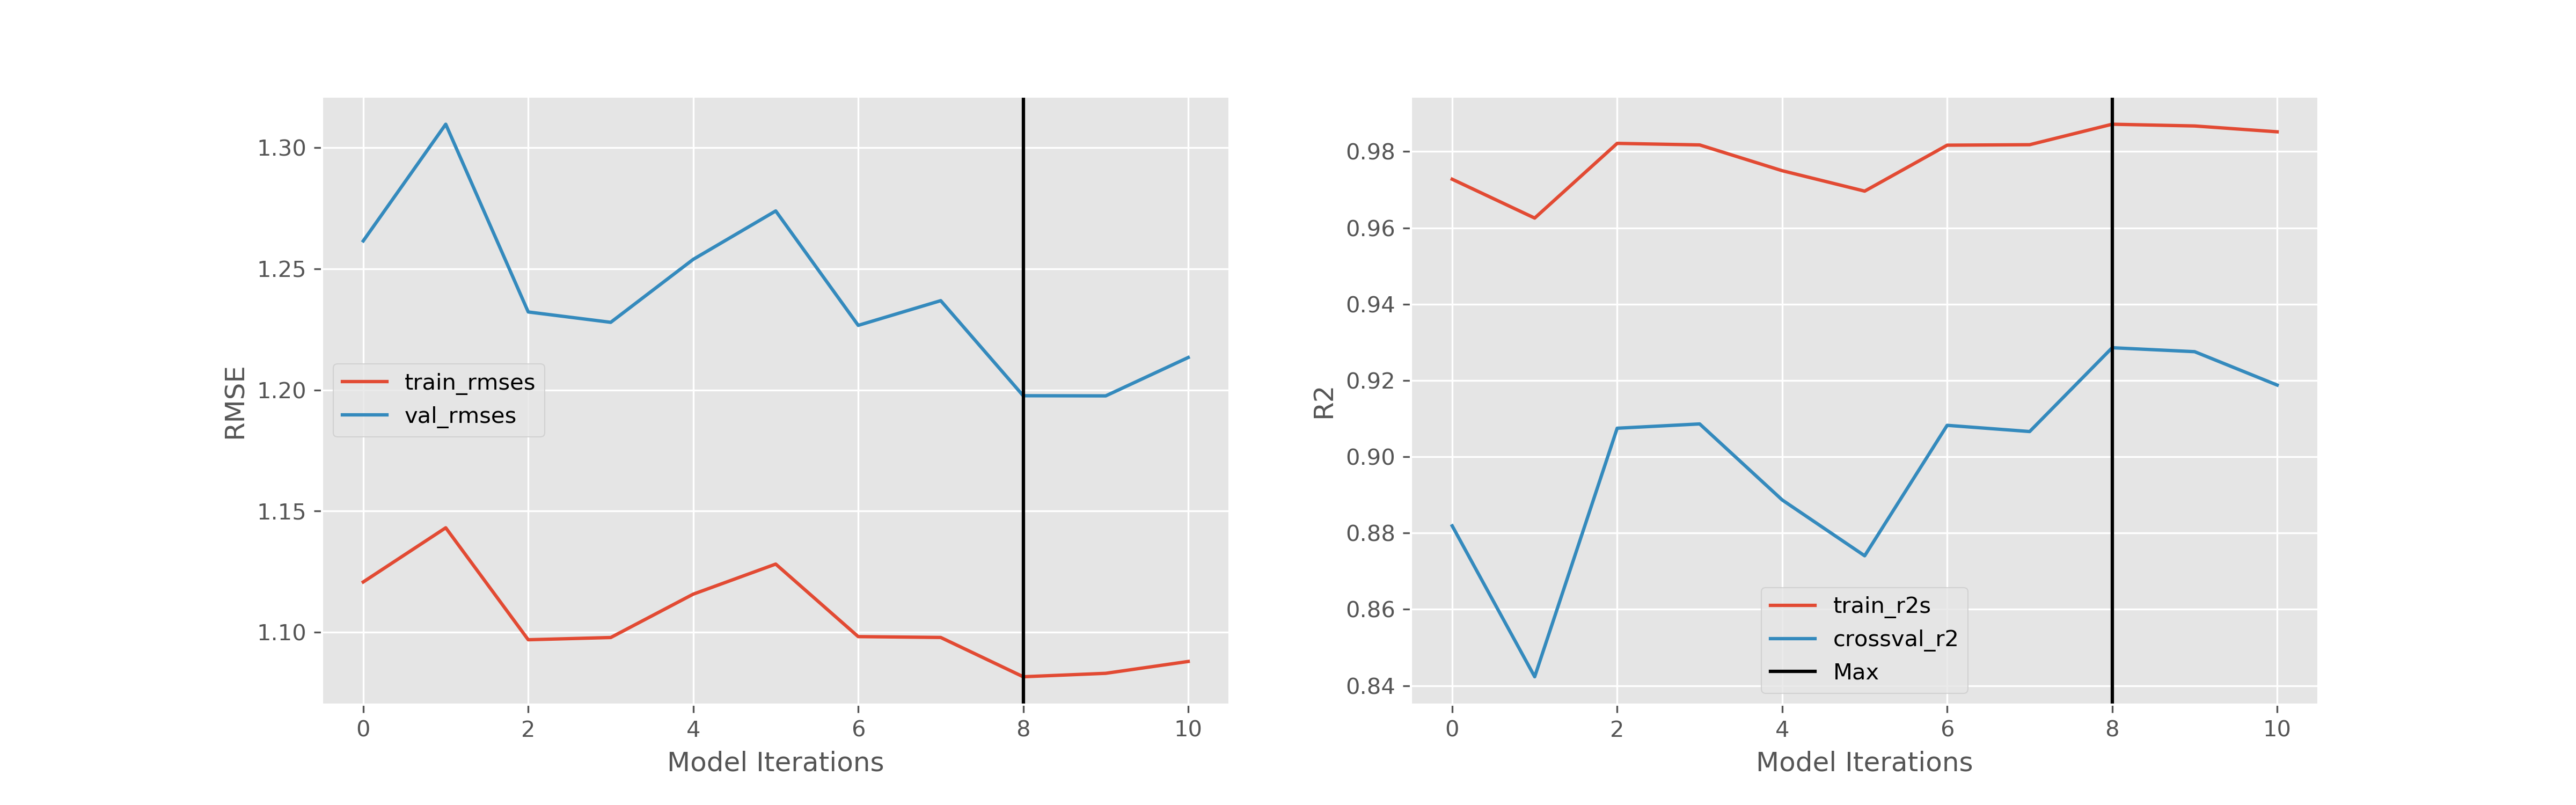 1.30
1.25
1.20
1.15
1.10
RMSE
train_rmses
val_rmses
0 2 4 6 8 10
Model Iterations
0.98
0.96
0.94
0.92
0.90
0.88
0.86
0.84
R2
train_r2s
crossval_r2
Max
0 2 4 6 8 10
Model Iterations